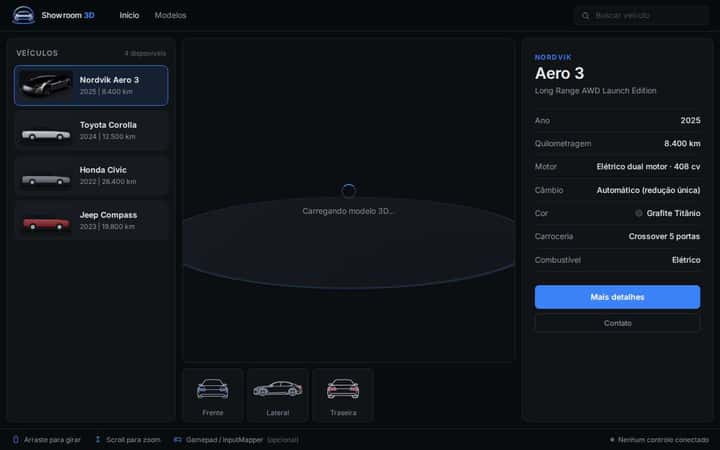 Showroom 3D
Início
Modelos
Buscar veículo
VEÍCULOS
4 disponíveis
Nordvik Aero 3
2025 | 8.400 km
Toyota Corolla
2024 | 12.500 km
Honda Civic
2022 | 28.400 km
Jeep Compass
2023 | 19.800 km
Carregando modelo 3D...
Frente
Lateral
Traseira
NORDVIK
Aero 3
Long Range AWD Launch Edition
Ano 2025
Quilometragem 8.400 km
Motor Elétrico dual motor · 408 cv
Câmbio Automático (redução única)
Cor Grafite Titânio
Carroceria Crossover 5 portas
Combustível Elétrico
Mais detalhes
Contato
Arraste para girar
Scroll para zoom
Gamepad / InputMapper (opcional)
Nenhum controle conectado